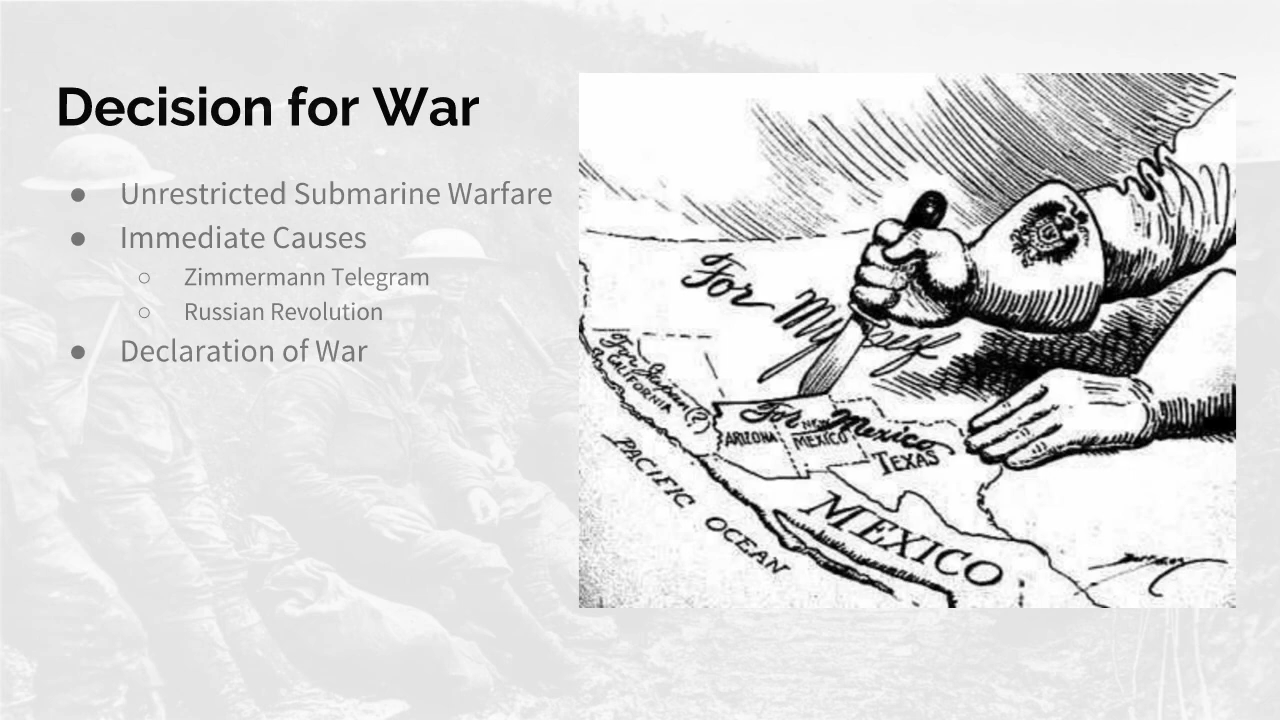 Decision for War
● Unrestricted Submarine Warfare
● Immediate Causes
○ Zimmermann Telegram
○ Russian Revolution
● Declaration of War
For Myself
For Japan (?)
CALIFORNIA
For Mexico
ARIZONA
NEW
MEXICO
TEXAS
MEXICO
PACIFIC OCEAN